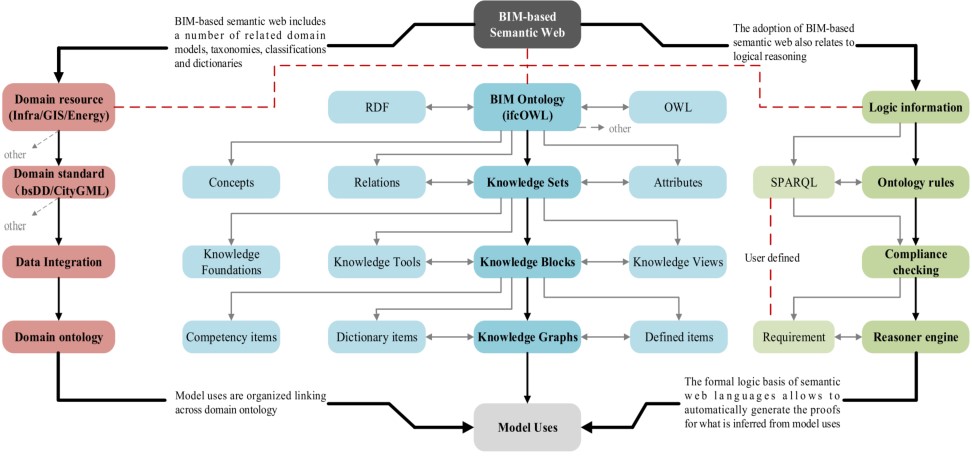 BIM-based
Semantic Web
BIM-based semantic web includes
a number of related domain
models, taxonomies, classifications
and dictionaries
The adoption of BIM-based
semantic web also relates to
logical reasoning
Domain resource
(Infra/GIS/Energy)
RDF
BIM Ontology
(ifcOWL)
OWL
Logic information
other
other
Domain standard
(bsDD/CityGML)
Concepts
Relations
Knowledge Sets
Attributes
SPARQL
Ontology rules
other
Data Integration
Knowledge
Foundations
Knowledge Tools
Knowledge Blocks
Knowledge Views
User defined
Compliance
checking
Domain ontology
Competency items
Dictionary items
Knowledge Graphs
Defined items
Requirement
Reasoner engine
Model uses are organized linking
across domain ontology
Model Uses
The formal logic basis of semantic
web languages allows to
automatically generate the proofs
for what is inferred from model uses